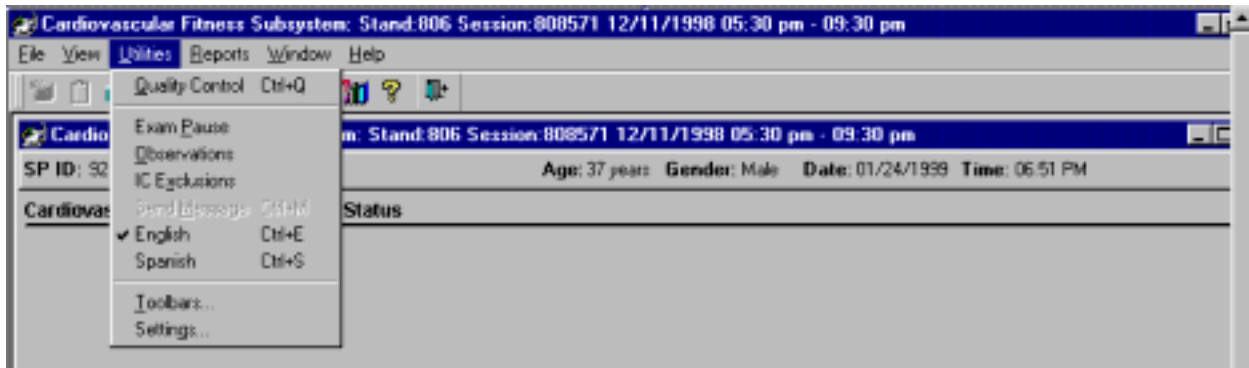 Cardiovascular Fitness Subsystem: Stand:806 Session:808571 12/11/1998 05:30 pm - 09:30 pm
File View Utilities Reports Window Help
Quality Control Ctrl+Q
Exam Pause
Cardio m: Stand:806 Session:808571 12/11/1998 05:30 pm - 09:30 pm
Observations
SP ID: 92 Age: 37 years Gender: Male Date: 01/24/1999 Time: 06:51 PM
IC Exclusions
Send Message Ctrl+M
Cardiovas Status
English Ctrl+E
Spanish Ctrl+S
Toolbars...
Settings...